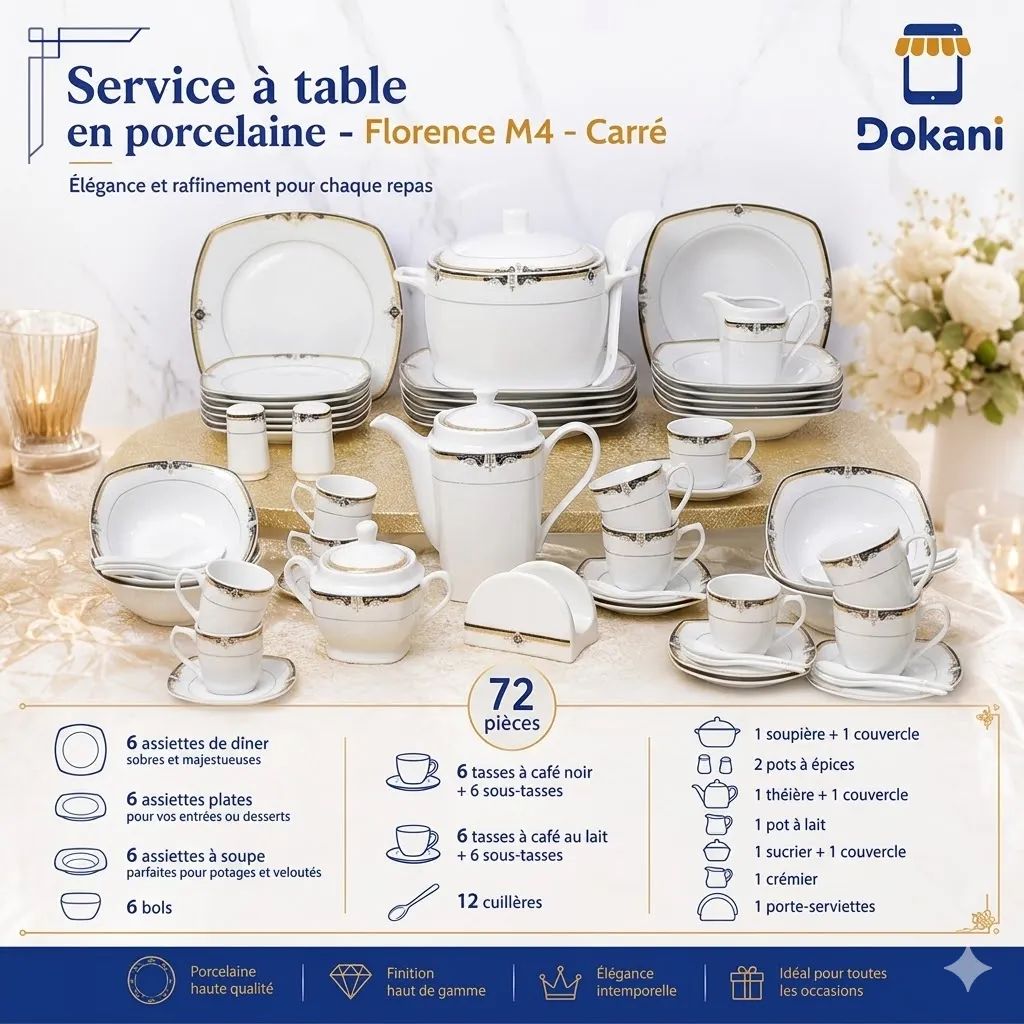 Service à table
en porcelaine - Florence M4 - Carré
Élégance et raffinement pour chaque repas
Dokani
72
pièces
6 assiettes de dîner
sobres et majestueuses
6 assiettes plates
pour vos entrées ou desserts
6 assiettes à soupe
parfaites pour potages et veloutés
6 bols
6 tasses à café noir
+ 6 sous-tasses
6 tasses à café au lait
+ 6 sous-tasses
12 cuillères
1 soupière + 1 couvercle
2 pots à épices
1 théière + 1 couvercle
1 pot à lait
1 sucrier + 1 couvercle
1 crémier
1 porte-serviettes
Porcelaine
haute qualité
Finition
haut de gamme
Élégance
intemporelle
Idéal pour toutes
les occasions